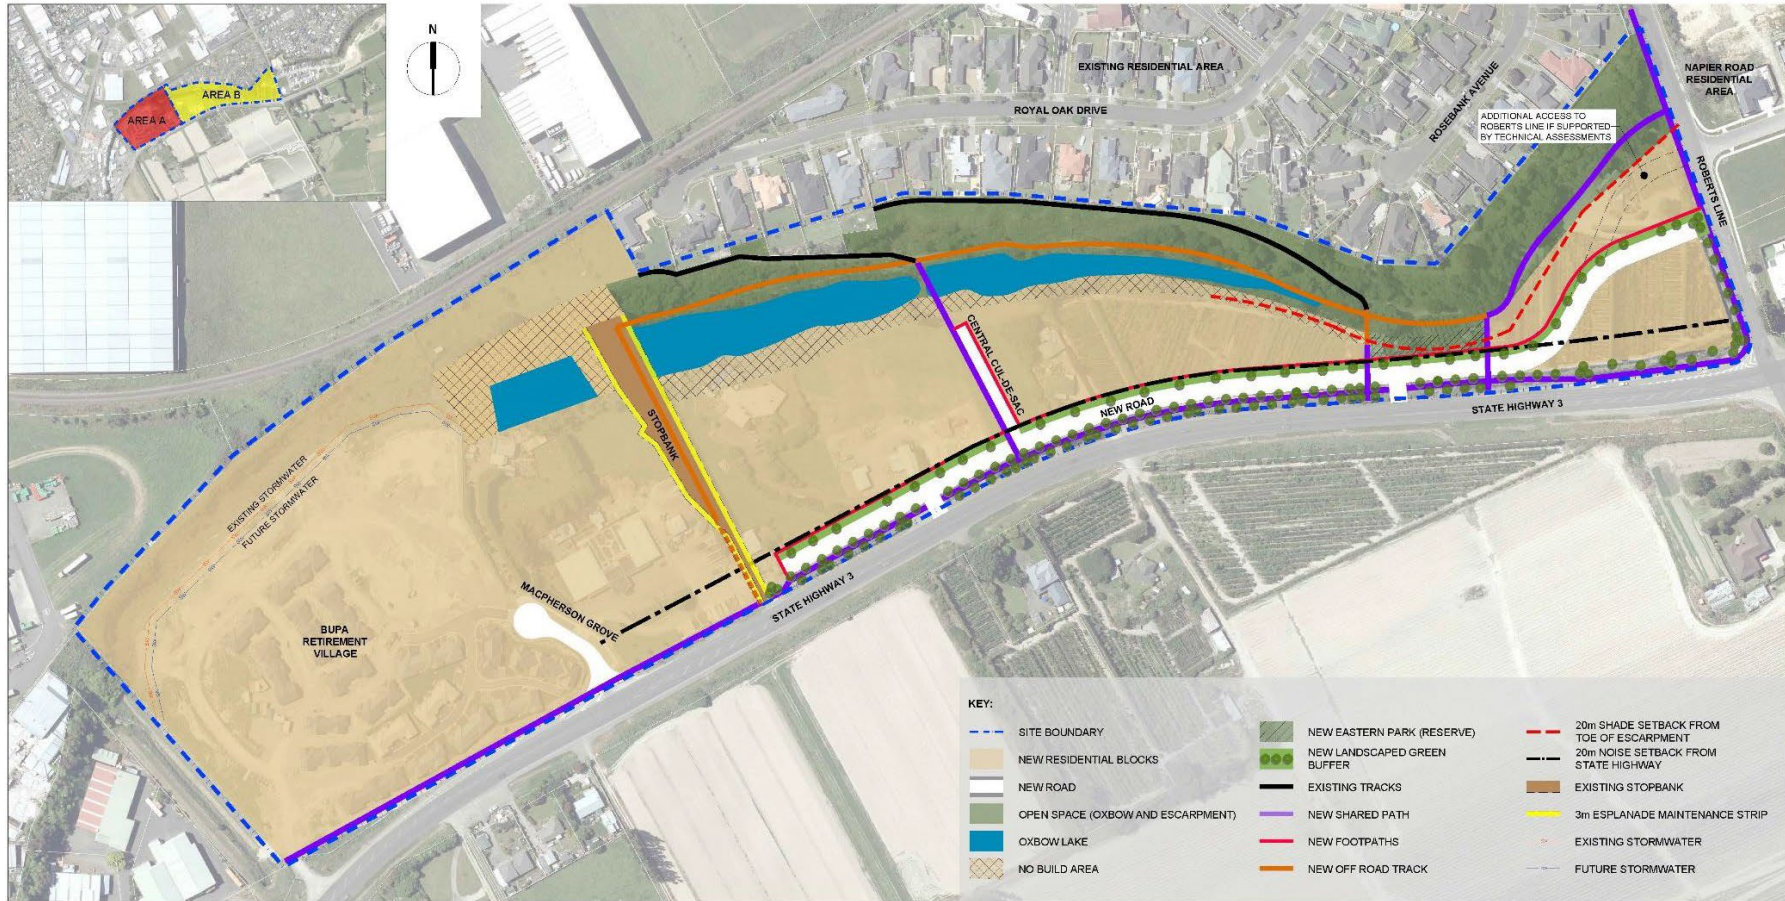 AREA A
AREA B
N
EXISTING RESIDENTIAL AREA
ROYAL OAK DRIVE
ROSEBANK AVENUE
NAPIER ROAD
RESIDENTIAL
AREA
ADDITIONAL ACCESS TO
ROBERTS LINE IF SUPPORTED
BY TECHNICAL ASSESSMENTS
ROBERTS LINE
CENTRAL CUL-DE-SAC
NEW ROAD
STATE HIGHWAY 3
STOPBANK
EXISTING STORMWATER
FUTURE STORMWATER
MACPHERSON GROVE
STATE HIGHWAY 3
BUPA
RETIREMENT
VILLAGE
KEY:
SITE BOUNDARY
NEW RESIDENTIAL BLOCKS
NEW ROAD
OPEN SPACE (OXBOW AND ESCARPMENT)
OXBOW LAKE
NO BUILD AREA
NEW EASTERN PARK (RESERVE)
NEW LANDSCAPED GREEN
BUFFER
EXISTING TRACKS
NEW SHARED PATH
NEW FOOTPATHS
NEW OFF ROAD TRACK
20m SHADE SETBACK FROM
TOE OF ESCARPMENT
20m NOISE SETBACK FROM
STATE HIGHWAY
EXISTING STOPBANK
3m ESPLANADE MAINTENANCE STRIP
EXISTING STORMWATER
FUTURE STORMWATER